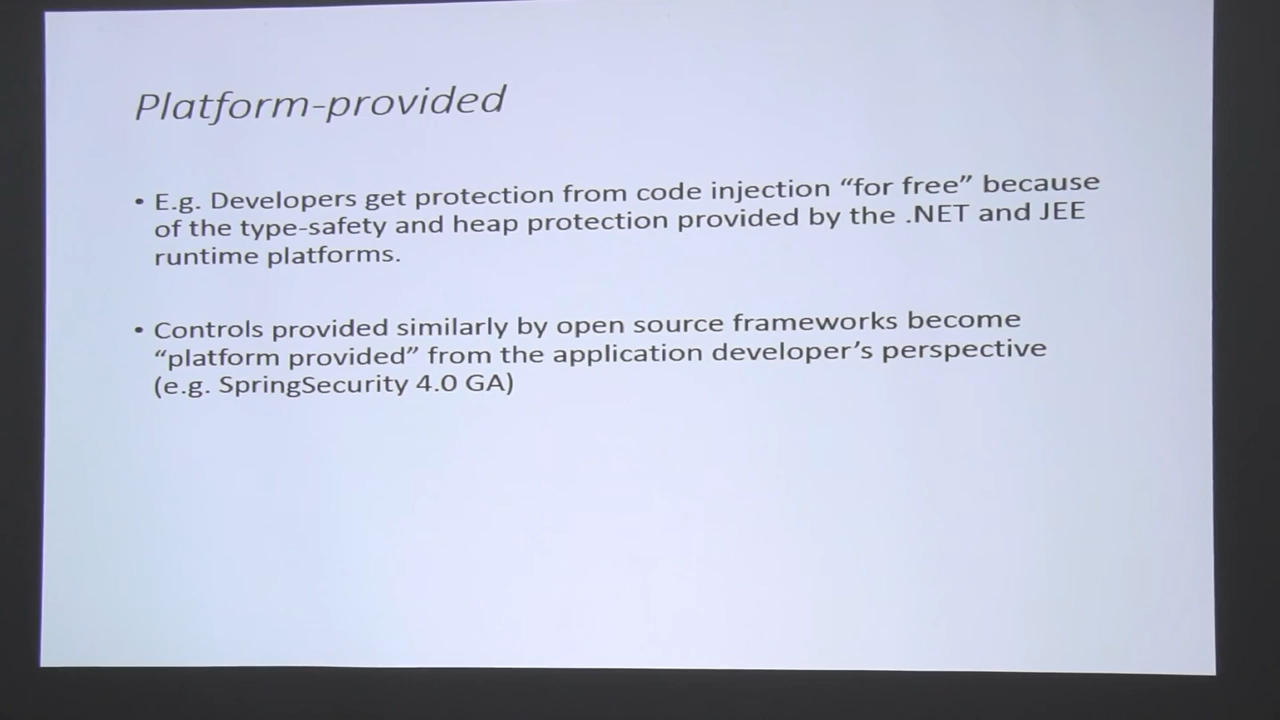 Platform-provided
• E.g. Developers get protection from code injection “for free” because
of the type-safety and heap protection provided by the .NET and JEE
runtime platforms.
• Controls provided similarly by open source frameworks become
“platform provided” from the application developer’s perspective
(e.g. SpringSecurity 4.0 GA)